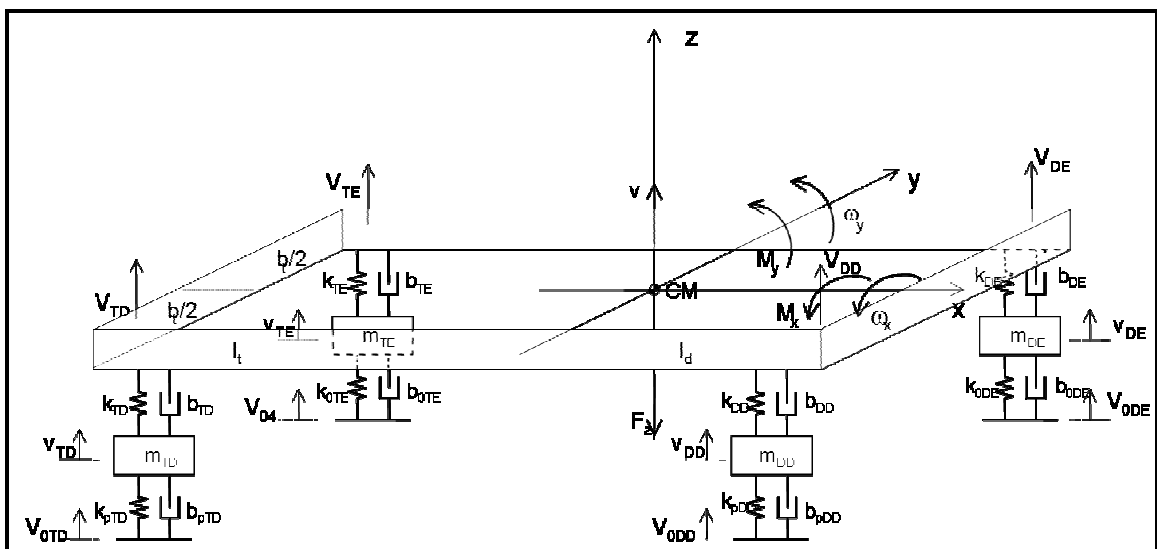 z
V_DE
V_TE
v
y
ω_y
b_t/2
M_y
V_DD
k_DE
b_DE
V_TD
b_t/2
k_TE
b_TE
CM
x
M_x
ω_x
v_TE
m_TE
m_DE
v_DE
l_t
l_d
k_TD
b_TD
V_04
k_0TE
b_0TE
F_z
k_DD
b_DD
k_0DE
b_0DE
V_0DE
v_TD
m_TD
v_DD
m_DD
k_pTD
b_pTD
V_0TD
k_pDD
b_pDD
V_0DD